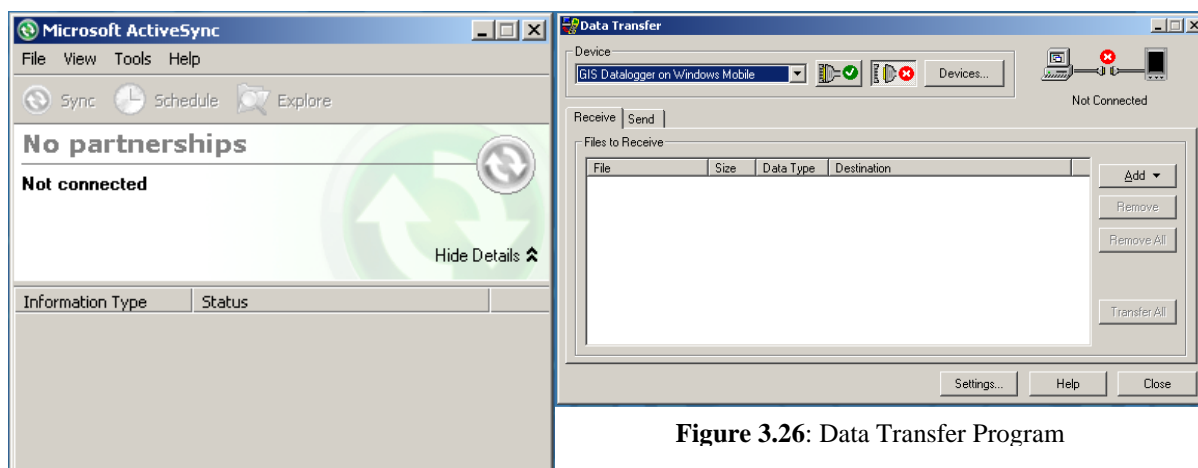 Microsoft ActiveSync
File View Tools Help
Sync Schedule Explore
No partnerships
Not connected
Hide Details
Information Type Status
Data Transfer
Device
GIS Datalogger on Windows Mobile
Devices...
Not Connected
Receive Send
Files to Receive
File Size Data Type Destination
Add
Remove
Remove All
Transfer All
Settings... Help Close
Figure 3.26: Data Transfer Program